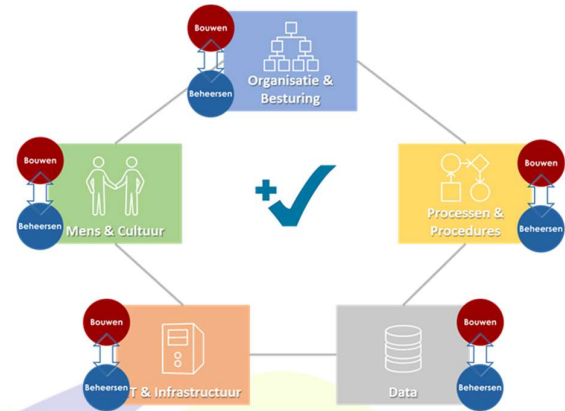 Bouwen
Beheersen
Organisatie &
Besturing
Bouwen
Beheersen
Mens & Cultuur
Bouwen
Beheersen
Processen &
Procedures
Bouwen
Beheersen
T & Infrastructuur
Bouwen
Beheersen
Data